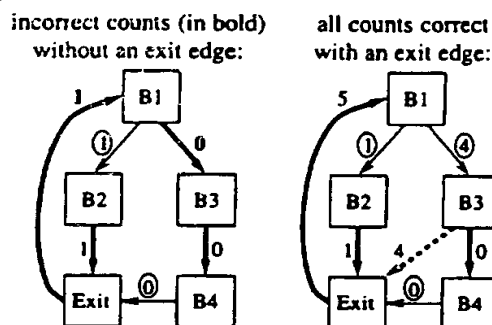 incorrect counts (in bold)
without an exit edge:
1
B1
1
0
B2
B3
1
0
Exit
0
B4
all counts correct
with an exit edge:
5
B1
1
4
B2
B3
1
4
0
Exit
0
B4